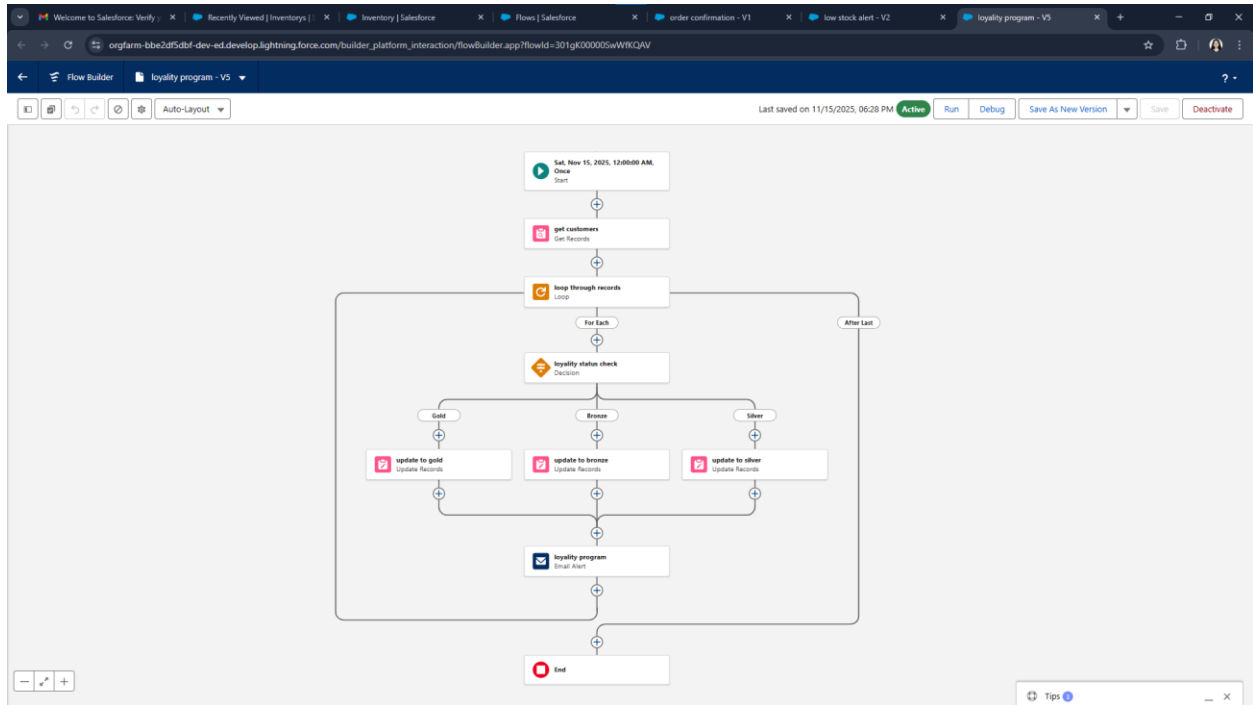 Welcome to Salesforce: Verify y
Recently Viewed | Inventorys | S
Inventory | Salesforce
Flows | Salesforce
order confirmation - V1
low stock alert - V2
loyality program - V5
orgfarm-bbe2df5dbf-dev-ed.develop.lightning.force.com/builder_platform_interaction/flowBuilder.app?flowId=301gK00000SwWfKQAV
Flow Builder
loyality program - V5
?
Auto-Layout
Last saved on 11/15/2025, 06:28 PM
Active
Run
Debug
Save As New Version
Save
Deactivate
Sat, Nov 15, 2025, 12:00:00 AM,
Once
Start
get customers
Get Records
loop through records
Loop
For Each
After Last
loyality status check
Decision
Gold
Bronze
Silver
update to gold
Update Records
update to bronze
Update Records
update to silver
Update Records
loyality program
Email Alert
End
Tips